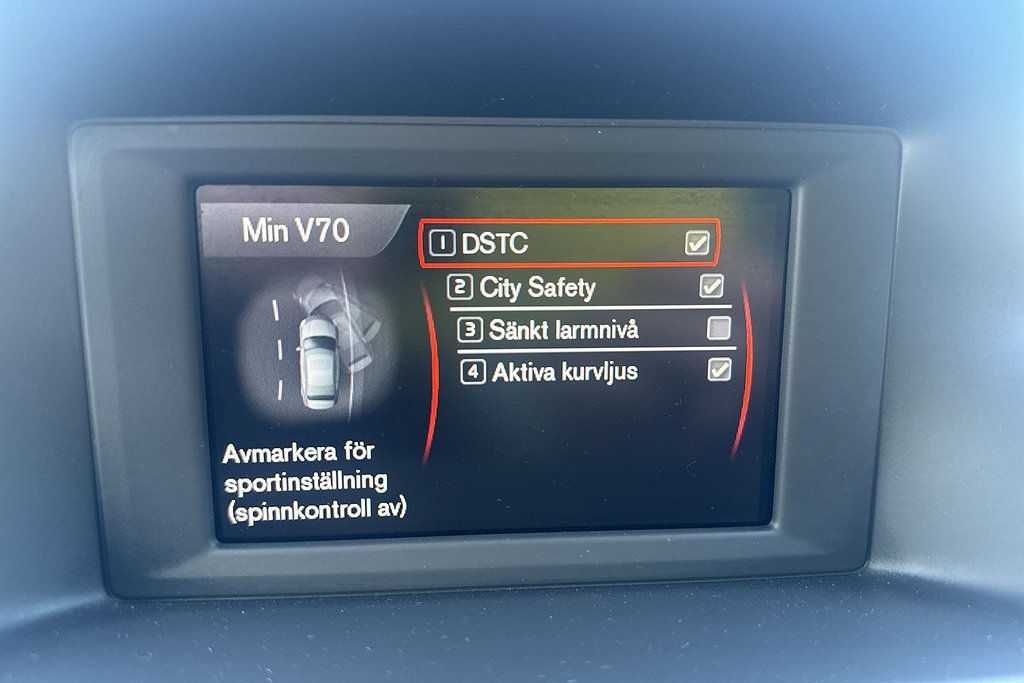 Min V70
1 DSTC
2 City Safety
3 Sänkt larmnivå
4 Aktiva kurvljus
Avmarkera för
sportinställning
(spinnkontroll av)